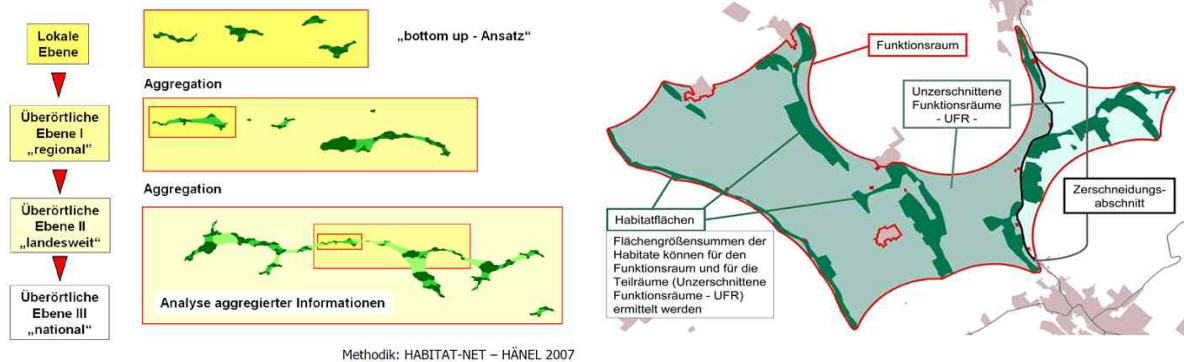 Lokale
Ebene
Überörtliche
Ebene I
„regional“
Überörtliche
Ebene II
„landesweit“
Überörtliche
Ebene III
„national“
„bottom up - Ansatz“
Aggregation
Aggregation
Analyse aggregierter Informationen
Methodik: HABITAT-NET – HÄNEL 2007
Funktionsraum
Unzerschnittene
Funktionsräume
- UFR -
Zerschneidungs-
abschnitt
Habitatflächen
Flächengrößensummen der
Habitate können für den
Funktionsraum und für die
Teilräume (Unzerschnittene
Funktionsräume - UFR)
ermittelt werden